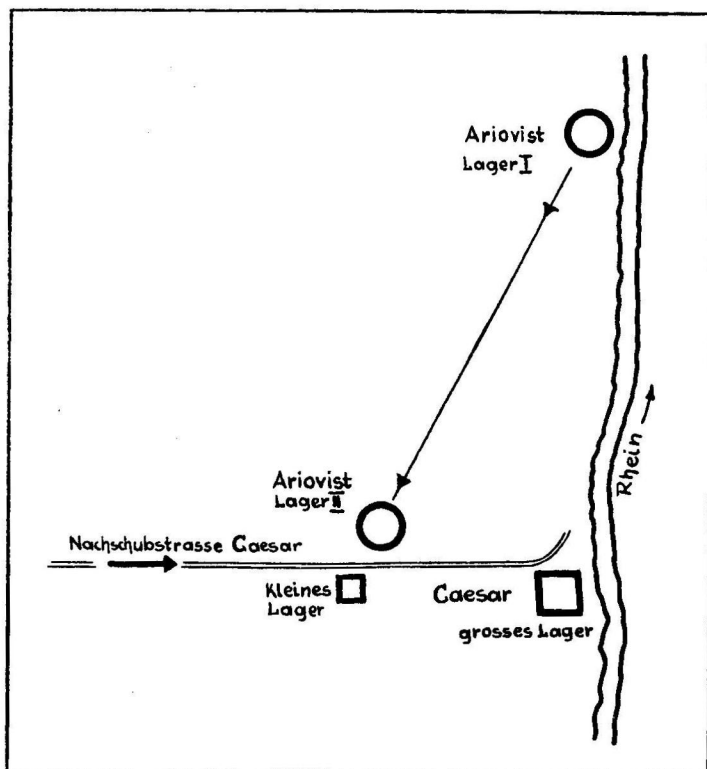 Ariovist
Lager I
Rhein
Ariovist
Lager II
Nachschubstrasse Caesar
Kleines
Lager
Caesar
grosses Lager